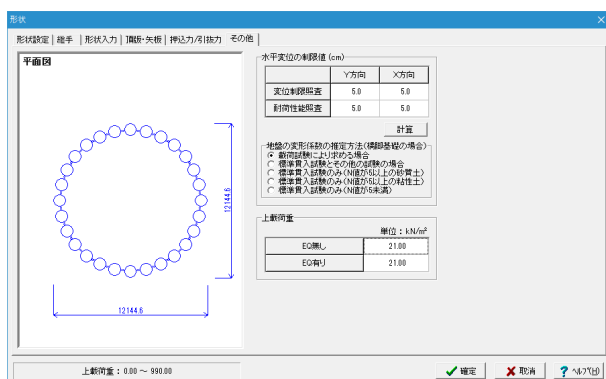 形状
形状設定 継手 形状入力 頂版・矢板 押込力/引抜力 その他
平面図
12144.6
12144.6
水平変位の制限値 (cm)
Y方向 X方向
変位制限照査 5.0 5.0
耐荷性能照査 5.0 5.0
計算
地盤の変形係数の推定方法(橋脚基礎の場合)
載荷試験により求める場合
標準貫入試験とその他の試験の場合
標準貫入試験のみ(N値が5以上の砂質土)
標準貫入試験のみ(N値が5以上の粘性土)
標準貫入試験のみ(N値が5未満)
上載荷重
単位:kN/m²
EQ無し 21.00
EQ有り 21.00
上載荷重:0.00 ~ 990.00
確定 取消 ヘルプ(H)